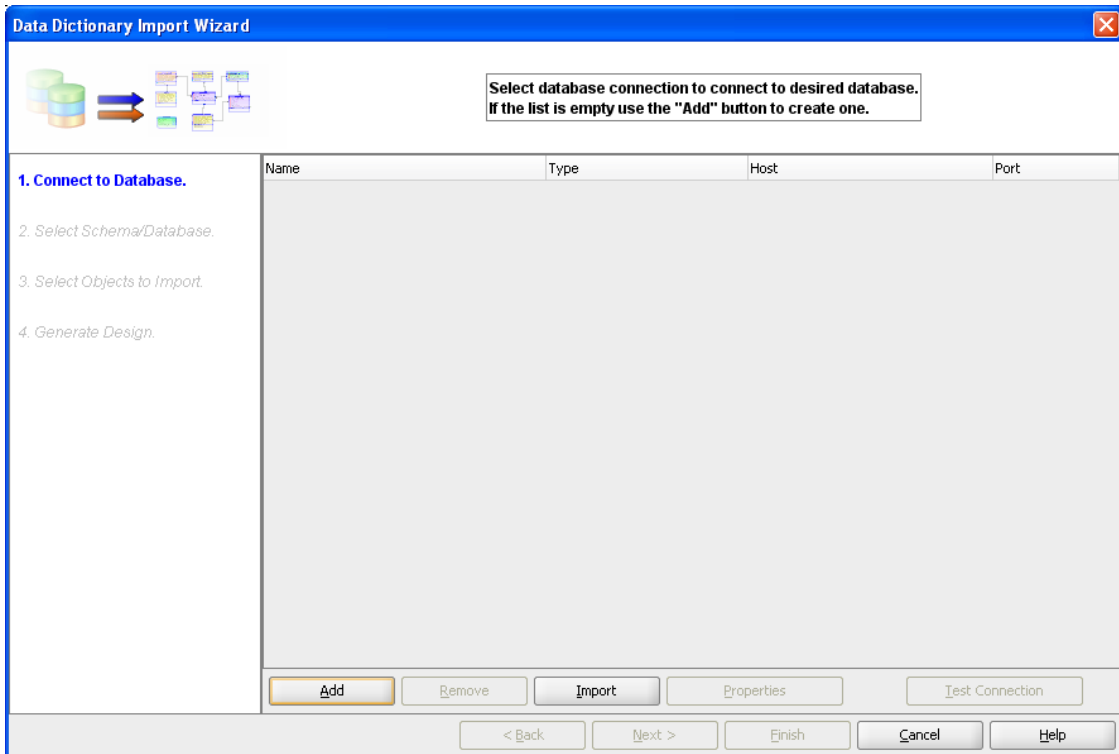 Data Dictionary Import Wizard
Select database connection to connect to desired database.
If the list is empty use the "Add" button to create one.
1. Connect to Database.
2. Select Schema/Database.
3. Select Objects to Import.
4. Generate Design.
Name Type Host Port
Add Remove Import Properties Test Connection
< Back Next > Finish Cancel Help